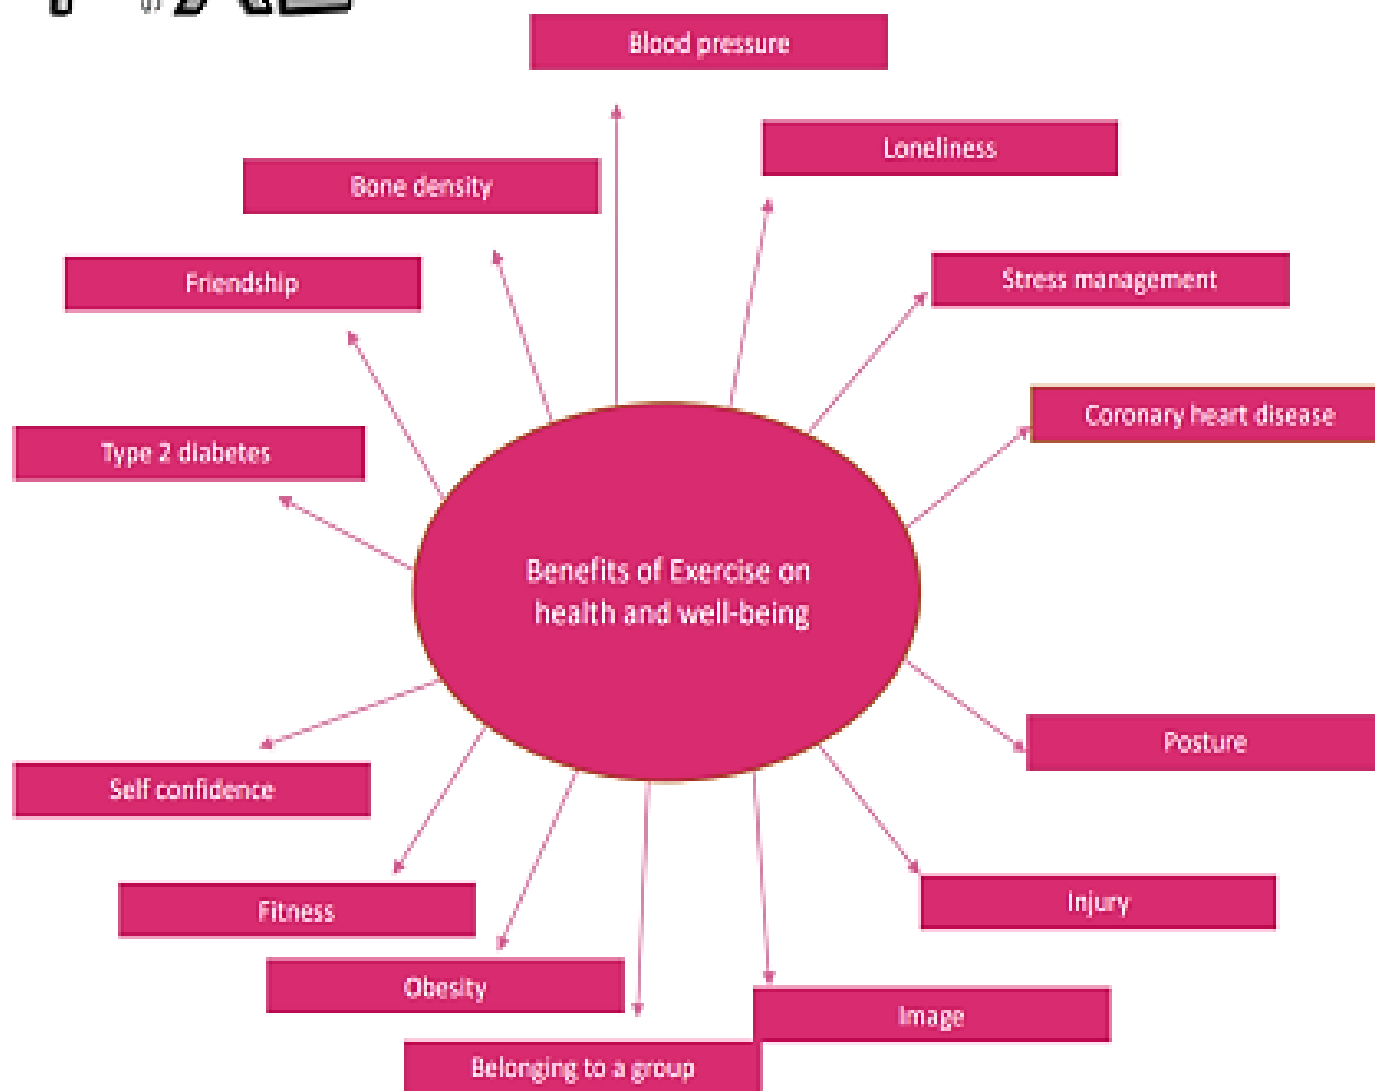 Blood pressure
Loneliness
Bone density
Stress management
Friendship
Coronary heart disease
Type 2 diabetes
Benefits of Exercise on
health and well-being
Posture
Self confidence
Injury
Fitness
Obesity
Image
Belonging to a group